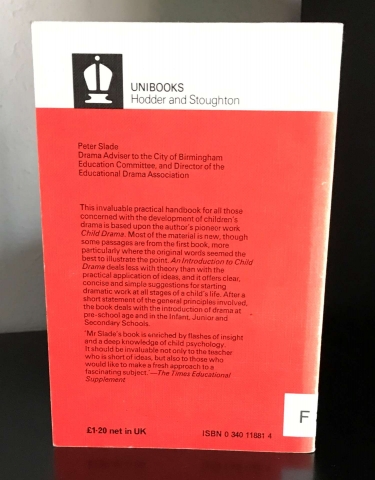 UNIBOOKS
Hodder and Stoughton
Peter Slade
Drama Adviser to the City of Birmingham
Education Committee, and Director of the
Educational Drama Association
This invaluable practical handbook for all those
concerned with the development of children's
drama is based upon the author's pioneer work
Child Drama. Most of the material is new, though
some passages are from the first book, more
particularly where the original words seemed the
best to illustrate the point. An Introduction to Child
Drama deals less with theory than with the
practical application of ideas, and it offers clear,
concise and simple suggestions for starting
dramatic work at all stages of a child's life. After a
short statement of the general principles involved,
the book deals with the introduction of drama at
pre-school age and in the Infant, Junior and
Secondary Schools.
'Mr Slade's book is enriched by flashes of insight
and a deep knowledge of child psychology.
It should be invaluable not only to the teacher
who is short of ideas, but also to those who
would like to make a fresh approach to a
fascinating subject.'—The Times Educational
Supplement.
F
£1·20 net in UK
ISBN 0 340 11881 4